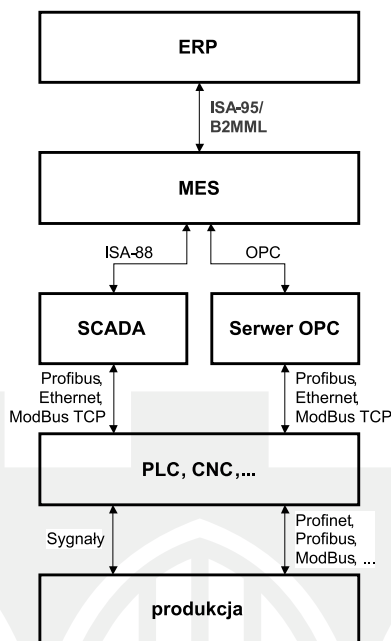 ERP
ISA-95/
B2MML
MES
ISA-88
OPC
SCADA
Serwer OPC
Profibus,
Ethernet,
ModBus TCP
Profibus,
Ethernet,
ModBus TCP
PLC, CNC,...
Sygnały
Profinet,
Profibus,
ModBus, ...
produkcja